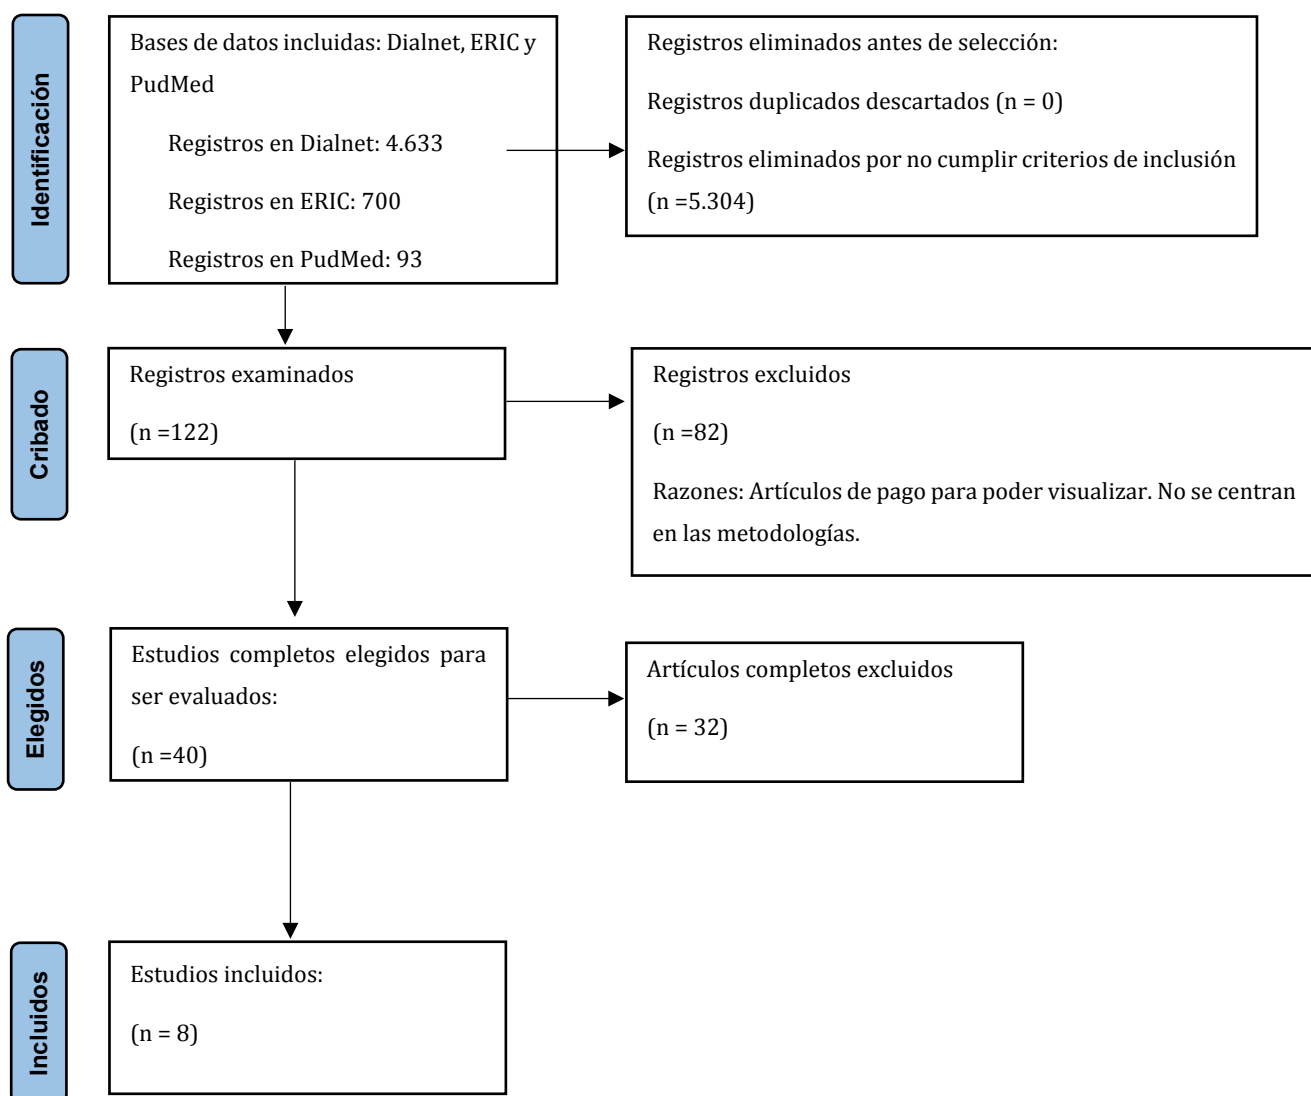 Identificación
Bases de datos incluidas: Dialnet, ERIC y
PudMed
Registros en Dialnet: 4.633
Registros en ERIC: 700
Registros en PudMed: 93
Registros eliminados antes de selección:
Registros duplicados descartados (n = 0)
Registros eliminados por no cumplir criterios de inclusión
(n =5.304)
Cribado
Registros examinados
(n =122)
Registros excluidos
(n =82)
Razones: Artículos de pago para poder visualizar. No se centran
en las metodologías.
Elegidos
Estudios completos elegidos para
ser evaluados:
(n =40)
Artículos completos excluidos
(n = 32)
Incluidos
Estudios incluidos:
(n = 8)